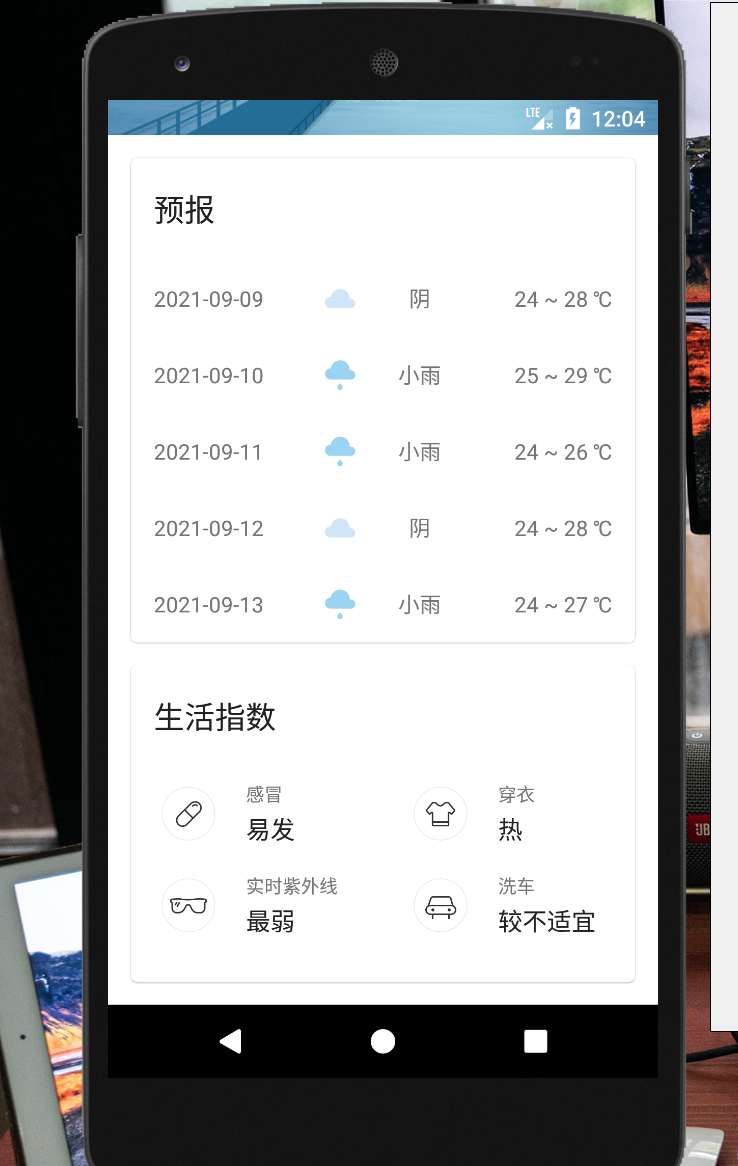 LTE 12:04
预报
2021-09-09 阴 24 ~ 28 ℃
2021-09-10 小雨 25 ~ 29 ℃
2021-09-11 小雨 24 ~ 26 ℃
2021-09-12 阴 24 ~ 28 ℃
2021-09-13 小雨 24 ~ 27 ℃
生活指数
感冒 穿衣
易发 热
实时紫外线 洗车
最弱 较不适宜
JB